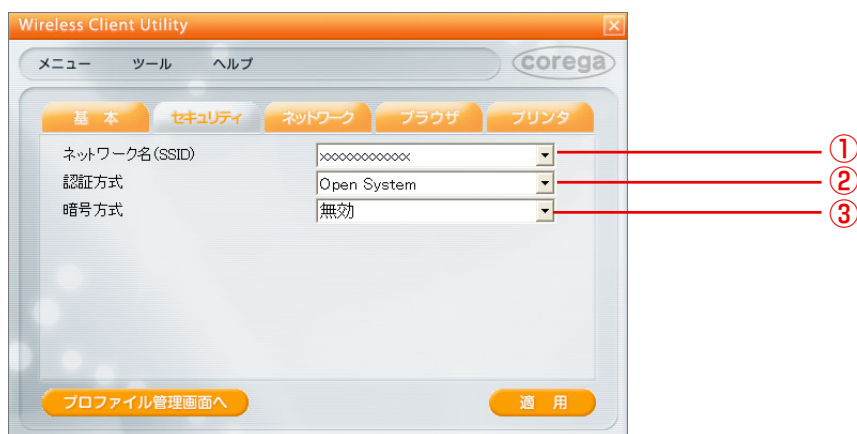 Wireless Client Utility
メニュー ツール ヘルプ corega
基 本 セキュリティ ネットワーク ブラウザ プリンタ
ネットワーク名(SSID) xxxxxxxxxxxx ①
認証方式 Open System ②
暗号方式 無効 ③
プロファイル管理画面へ 適 用